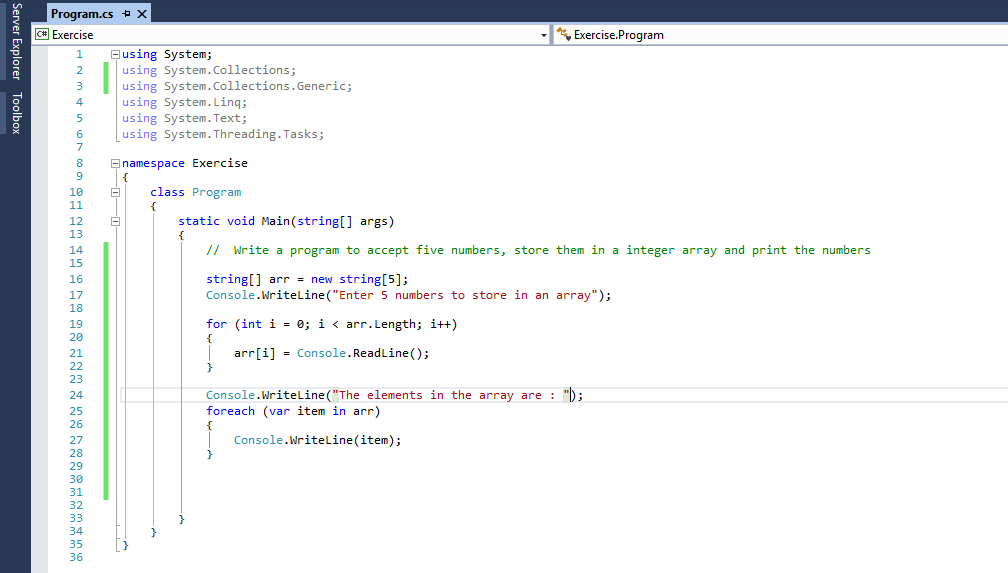 Server Explorer
Toolbox
Program.cs
C# Exercise
Exercise.Program
1 using System;
2 using System.Collections;
3 using System.Collections.Generic;
4 using System.Linq;
5 using System.Text;
6 using System.Threading.Tasks;
7
8 namespace Exercise
9 {
10 class Program
11 {
12 static void Main(string[] args)
13 {
14 //  Write a program to accept five numbers, store them in a integer array and print the numbers
15
16 string[] arr = new string[5];
17 Console.WriteLine("Enter 5 numbers to store in an array");
18
19 for (int i = 0; i < arr.Length; i++)
20 {
21 arr[i] = Console.ReadLine();
22 }
23
24 Console.WriteLine("The elements in the array are : ");
25 foreach (var item in arr)
26 {
27 Console.WriteLine(item);
28 }
29
30
31
32
33 }
34 }
35 }
36